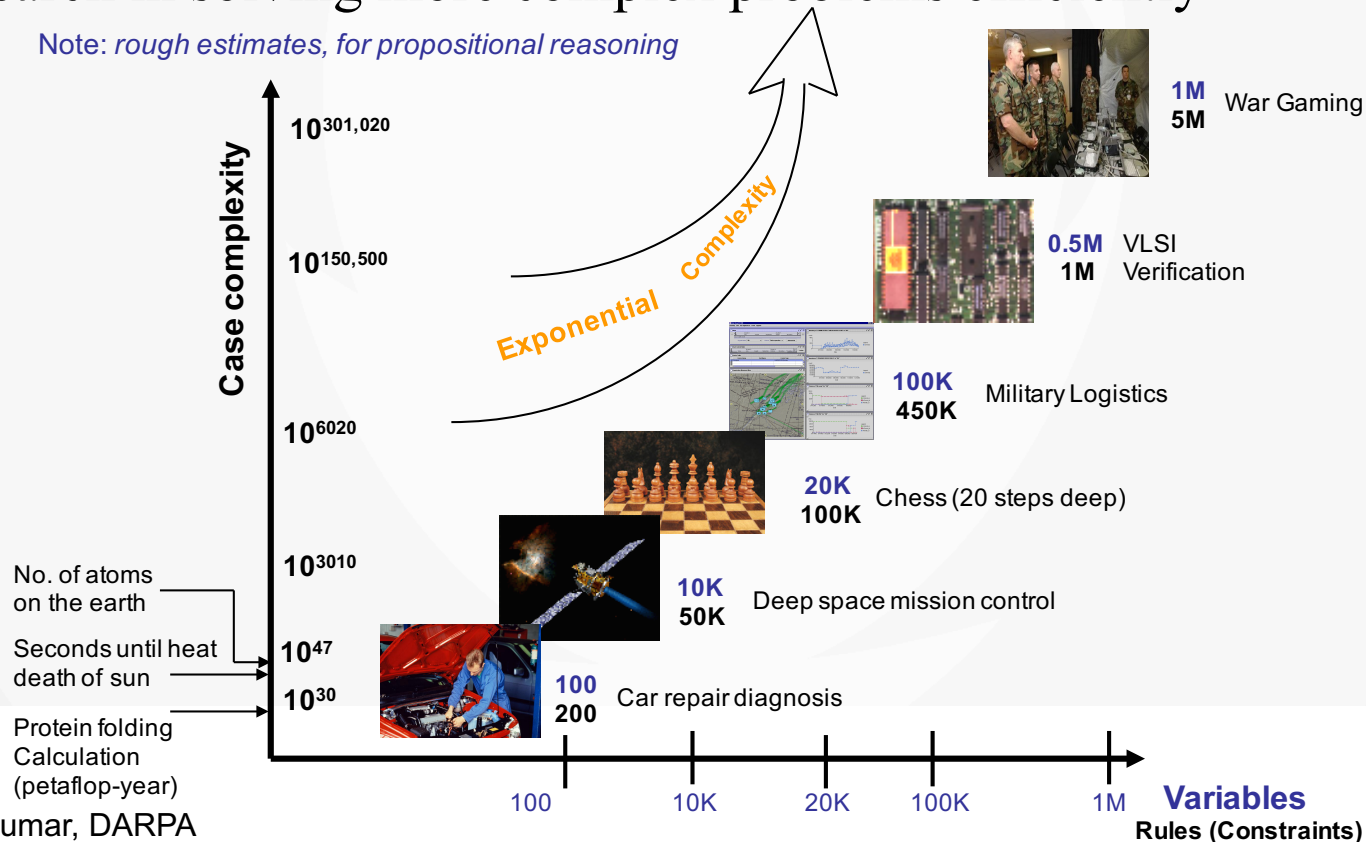 Note: rough estimates, for propositional reasoning
10^301,020
10^150,500
10^6020
10^3010
10^47
10^30
Case complexity
Exponential
Complexity
1M
5M
War Gaming
0.5M
1M
VLSI
Verification
100K
450K
Military Logistics
20K
100K
Chess (20 steps deep)
10K
50K
Deep space mission control
100
200
Car repair diagnosis
No. of atoms
on the earth
Seconds until heat
death of sun
Protein folding
Calculation
(petaflop-year)
100
10K
20K
100K
1M
Variables
Rules (Constraints)
umar, DARPA